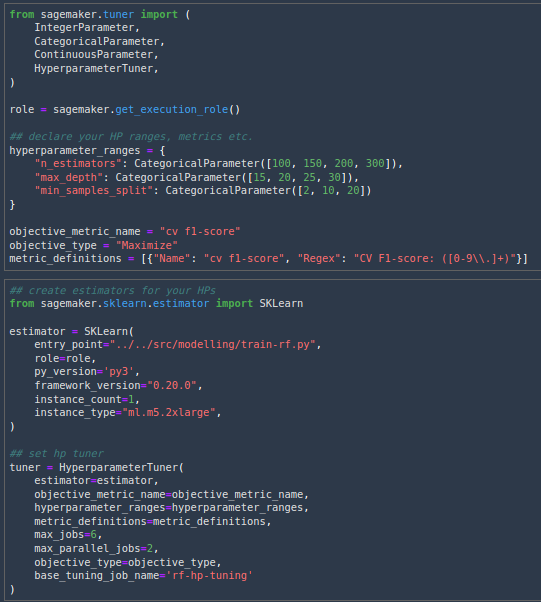 from sagemaker.tuner import (
    IntegerParameter,
    CategoricalParameter,
    ContinuousParameter,
    HyperparameterTuner,
)
role = sagemaker.get_execution_role()
## declare your HP ranges, metrics etc.
hyperparameter_ranges = {
    "n_estimators": CategoricalParameter([100, 150, 200, 300]),
    "max_depth": CategoricalParameter([15, 20, 25, 30]),
    "min_samples_split": CategoricalParameter([2, 10, 20])
}
objective_metric_name = "cv f1-score"
objective_type = "Maximize"
metric_definitions = [{"Name": "cv f1-score", "Regex": "CV F1-score: ([0-9\\.]+)"}]
## create estimators for your HPs
from sagemaker.sklearn.estimator import SKLearn
estimator = SKLearn(
    entry_point="../../src/modelling/train-rf.py",
    role=role,
    py_version='py3',
    framework_version="0.20.0",
    instance_count=1,
    instance_type="ml.m5.2xlarge",
)
## set hp tuner
tuner = HyperparameterTuner(
    estimator=estimator,
    objective_metric_name=objective_metric_name,
    hyperparameter_ranges=hyperparameter_ranges,
    metric_definitions=metric_definitions,
    max_jobs=6,
    max_parallel_jobs=2,
    objective_type=objective_type,
    base_tuning_job_name='rf-hp-tuning'
)